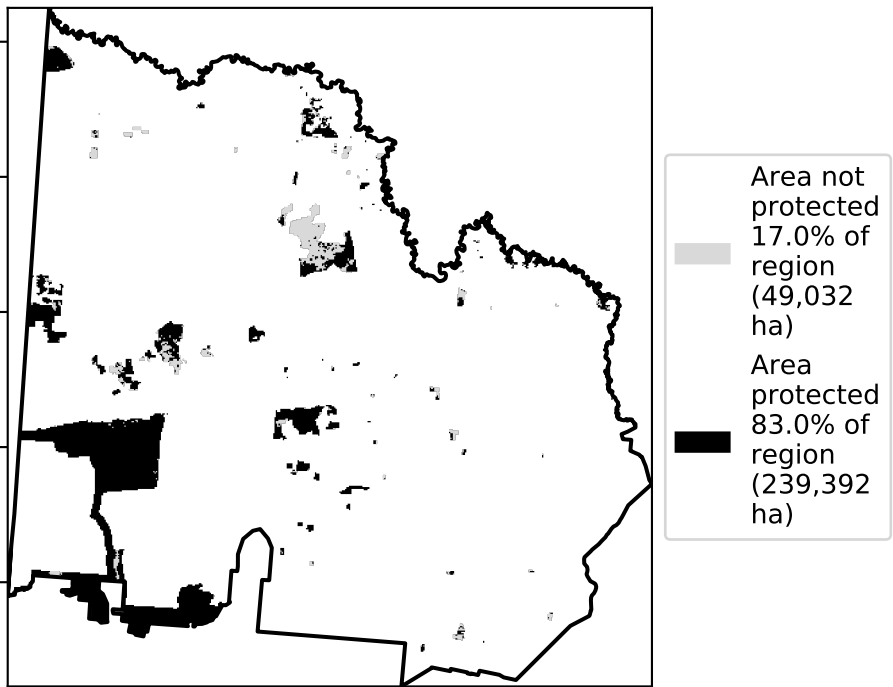 Area not
protected
17.0% of
region
(49,032
ha)
Area
protected
83.0% of
region
(239,392
ha)